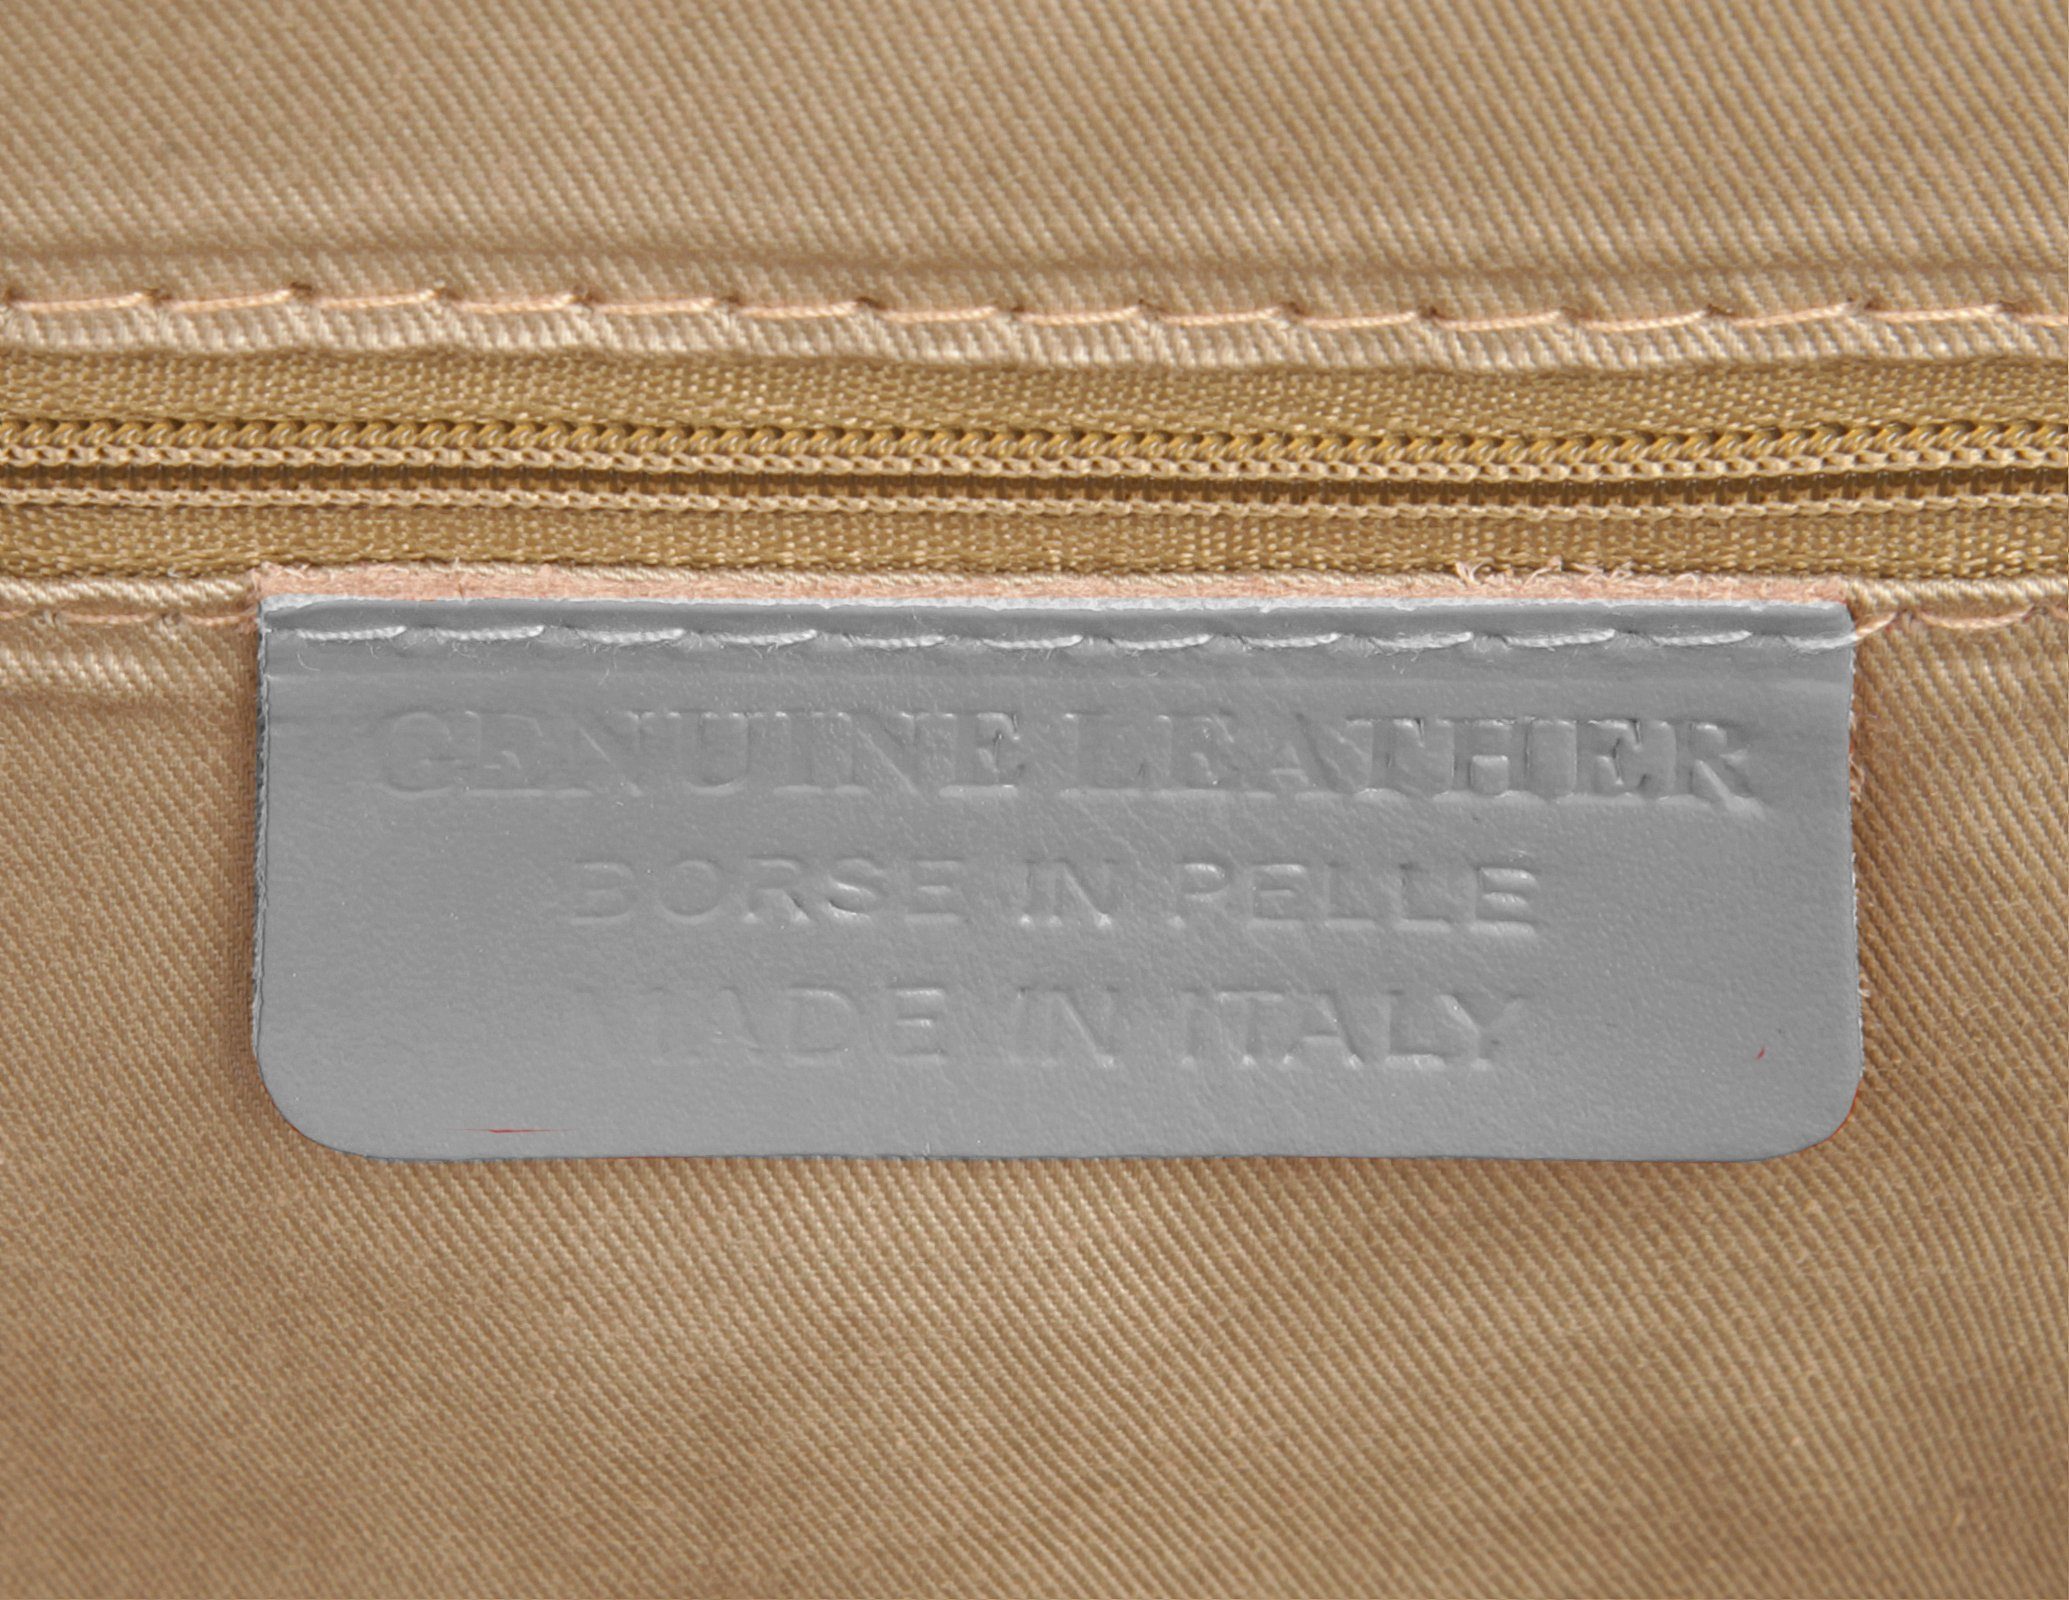 GENUINE LEATHER
BORSE IN PELLE
MADE IN ITALY